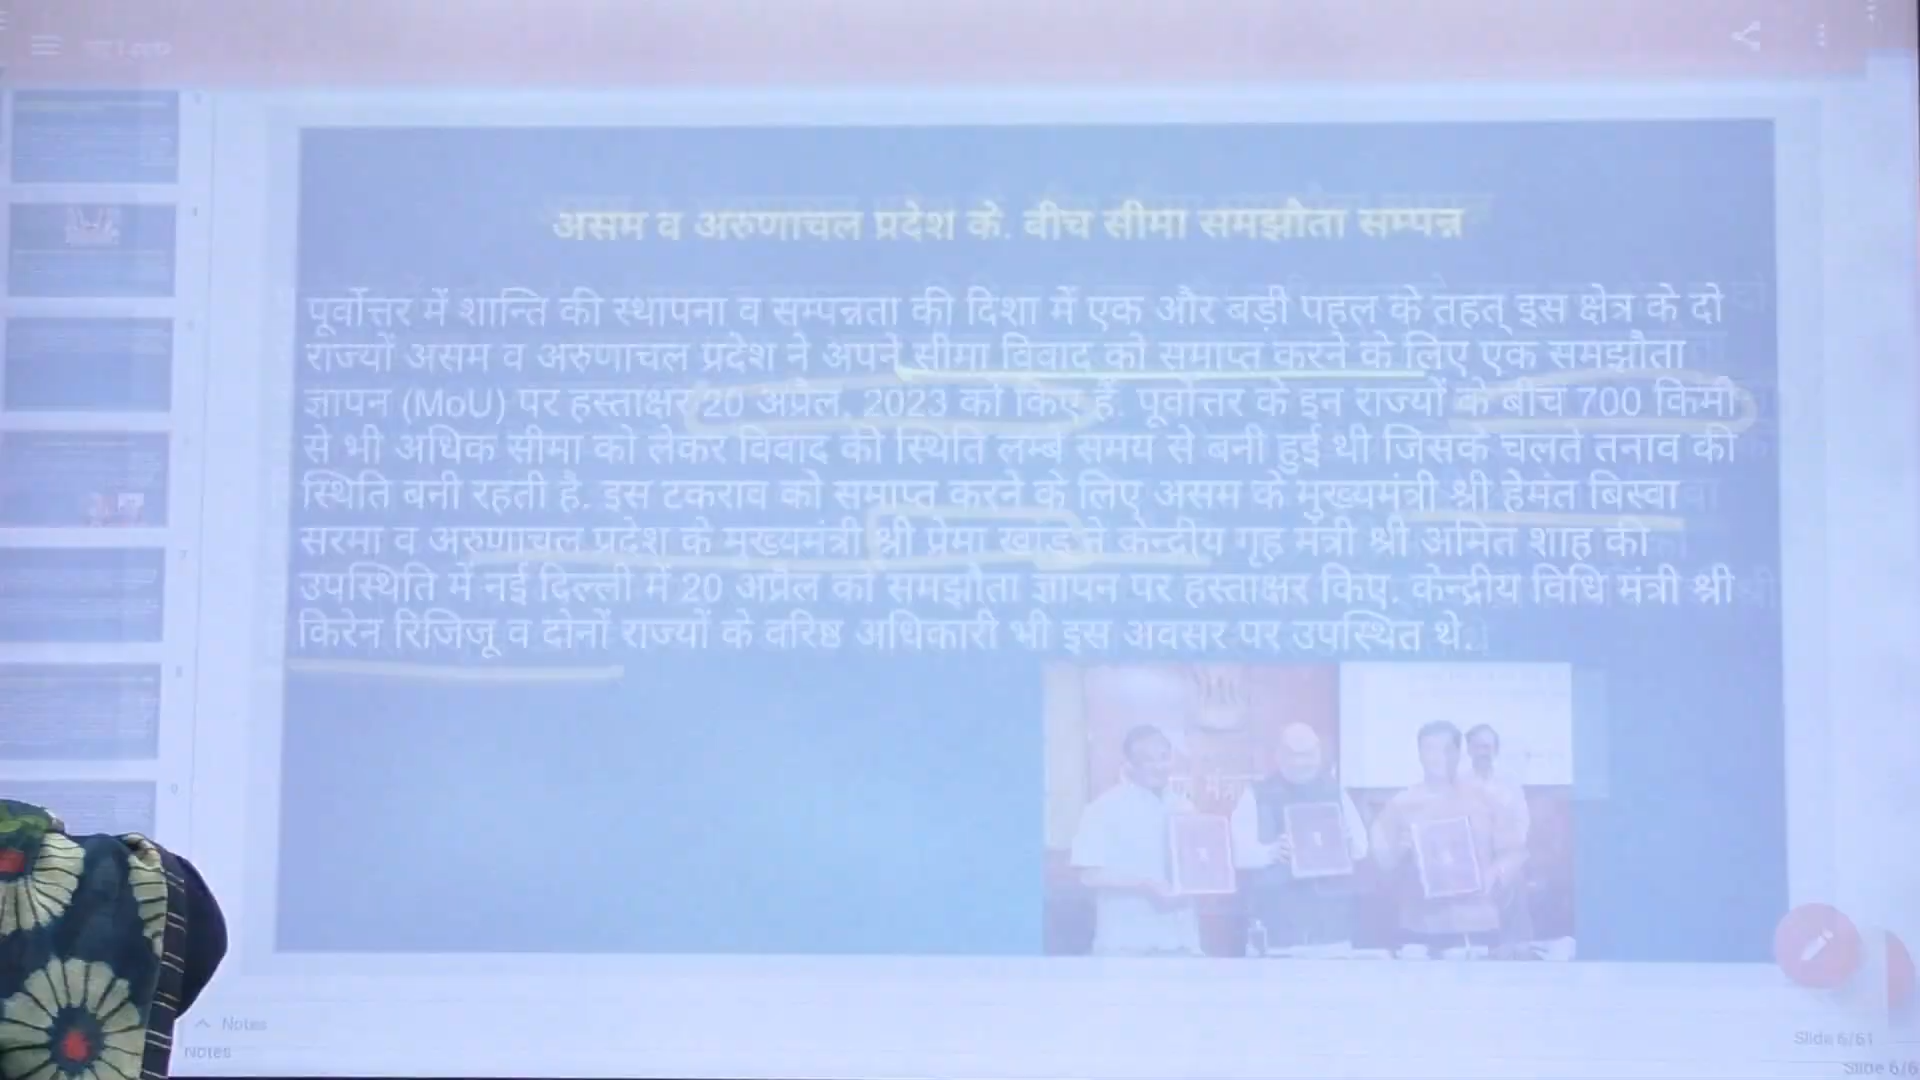 असम व अरुणाचल प्रदेश के. बीच सीमा समझौता सम्पन्न
पूर्वोत्तर में शान्ति की स्थापना व सम्पन्नता की दिशा में एक और बड़ी पहल के तहत् इस क्षेत्र के दो
राज्यों असम व अरुणाचल प्रदेश ने अपने सीमा विवाद को समाप्त करने के लिए एक समझौता
ज्ञापन (MoU) पर हस्ताक्षर 20 अप्रैल, 2023 को किए हैं. पूर्वोत्तर के इन राज्यों के बीच 700 किमी
से भी अधिक सीमा को लेकर विवाद की स्थिति लम्बे समय से बनी हुई थी जिसके चलते तनाव की
स्थिति बनी रहती है. इस टकराव को समाप्त करने के लिए असम के मुख्यमंत्री श्री हेमंत बिस्वा
सरमा व अरुणाचल प्रदेश के मुख्यमंत्री श्री प्रेमा खांडू ने केन्द्रीय गृह मंत्री श्री अमित शाह की
उपस्थिति में नई दिल्ली में 20 अप्रैल को समझौता ज्ञापन पर हस्ताक्षर किए. केन्द्रीय विधि मंत्री श्री
किरेन रिजिजू व दोनों राज्यों के वरिष्ठ अधिकारी भी इस अवसर पर उपस्थित थे.
Notes
Notes
Slide 6/61
Slide 6/6